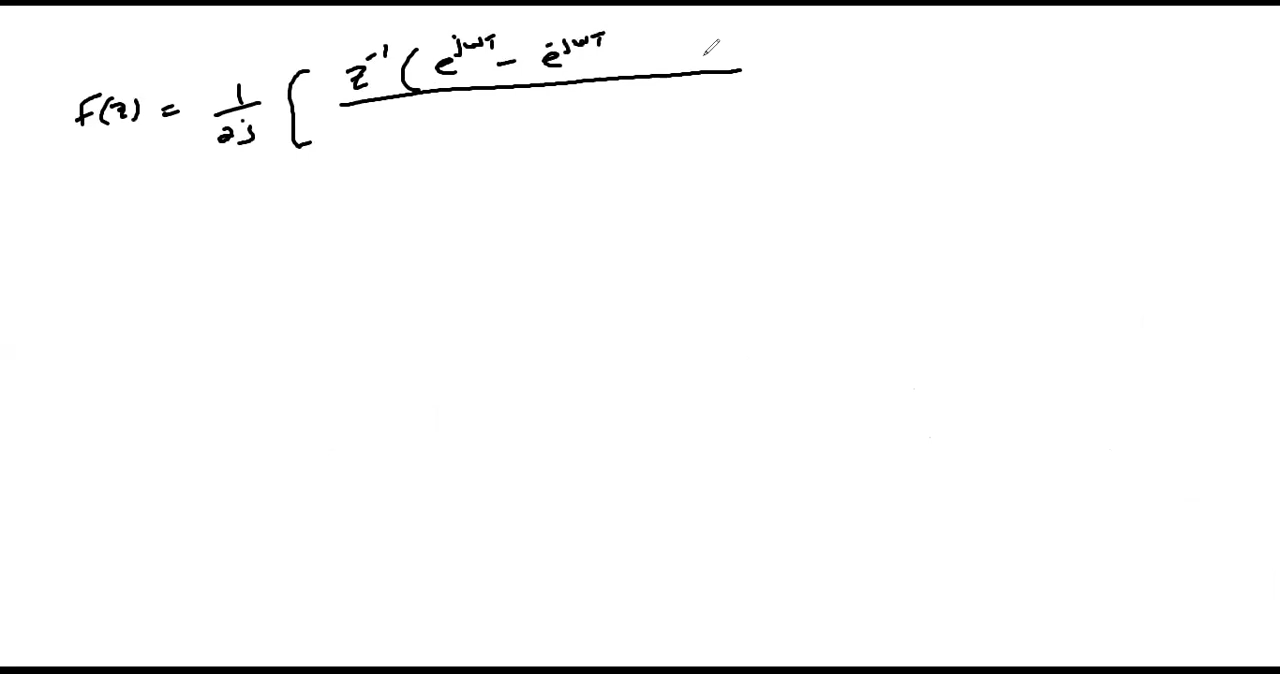 F(z) = 1/2j [ z^-1 ( e^jωT - e^-jωT